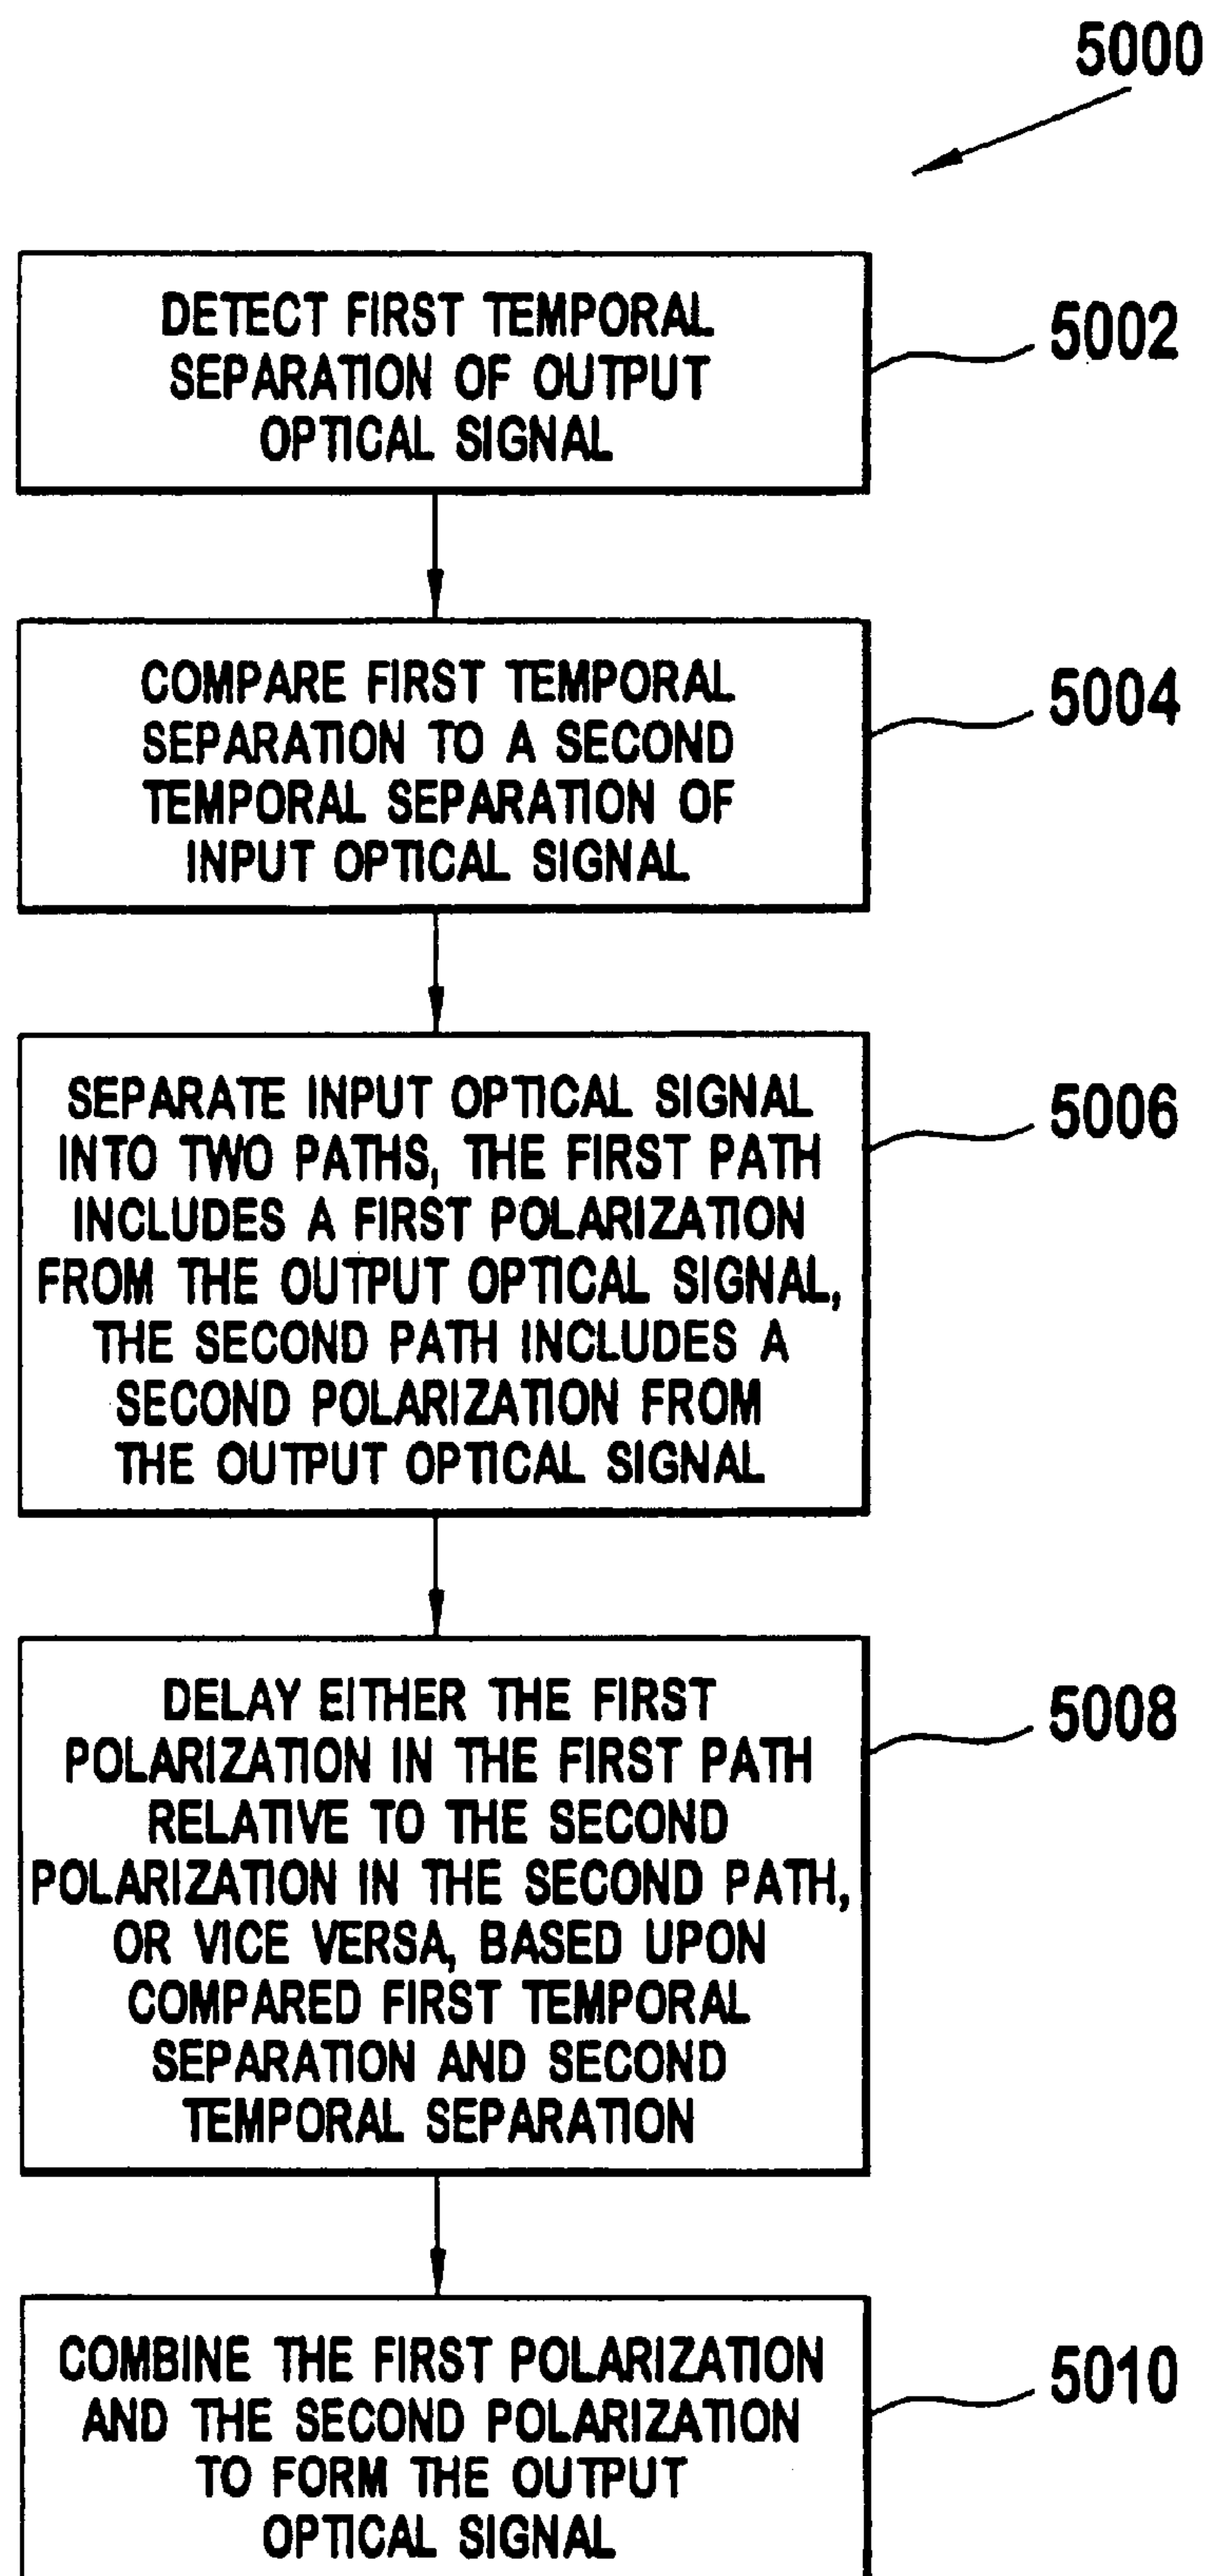 5000
DETECT FIRST TEMPORAL
SEPARATION OF OUTPUT
OPTICAL SIGNAL
5002
COMPARE FIRST TEMPORAL
SEPARATION TO A SECOND
TEMPORAL SEPARATION OF
INPUT OPTICAL SIGNAL
5004
SEPARATE INPUT OPTICAL SIGNAL
INTO TWO PATHS, THE FIRST PATH
INCLUDES A FIRST POLARIZATION
FROM THE OUTPUT OPTICAL SIGNAL,
THE SECOND PATH INCLUDES A
SECOND POLARIZATION FROM
THE OUTPUT OPTICAL SIGNAL
5006
DELAY EITHER THE FIRST
POLARIZATION IN THE FIRST PATH
RELATIVE TO THE SECOND
POLARIZATION IN THE SECOND PATH,
OR VICE VERSA, BASED UPON
COMPARED FIRST TEMPORAL
SEPARATION AND SECOND
TEMPORAL SEPARATION
5008
COMBINE THE FIRST POLARIZATION
AND THE SECOND POLARIZATION
TO FORM THE OUTPUT
OPTICAL SIGNAL
5010